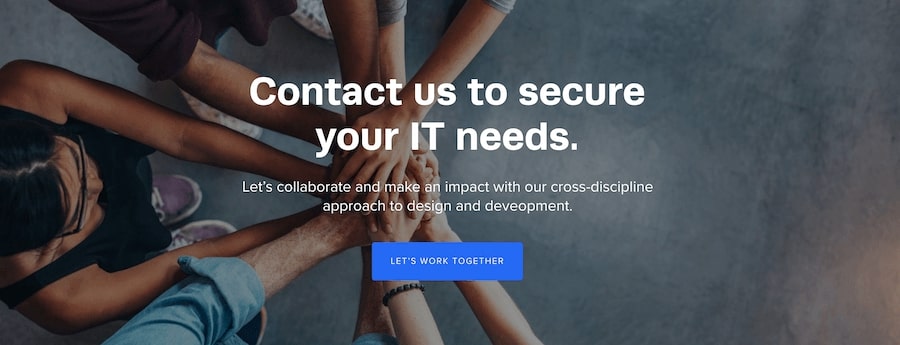 Contact us to secure
your IT needs.
Let's collaborate and make an impact with our cross-discipline
approach to design and deveopment.
LET'S WORK TOGETHER